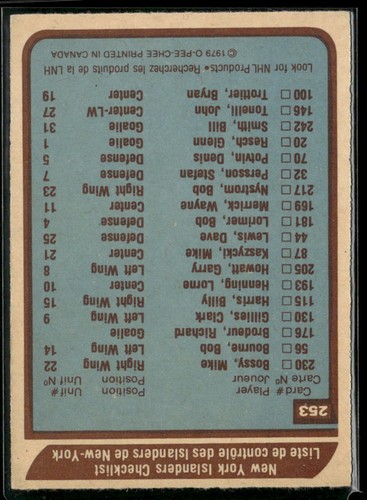 New York Islanders Checklist
Liste de contrôle des Islanders de New-York
253
Card # Player Position Unif Nº
Carte Nº Joueur Position Unif Nº
230 □ Bossy, Mike Right Wing 22
56 □ Bourne, Bob Left Wing 14
176 □ Brodeur, Richard Goalie
130 □ Gillies, Clark Left Wing 9
115 □ Harris, Billy Right Wing 15
193 □ Henning, Lorne Center 10
205 □ Howatt, Garry Left Wing 8
87 □ Kaszycki, Mike Center 21
44 □ Lewis, Dave Defense 25
181 □ Lorimer, Bob Defense 4
169 □ Merrick, Wayne Center 11
217 □ Nystrom, Bob Right Wing 23
32 □ Persson, Stefan Defense 7
70 □ Potvin, Denis Defense 5
20 □ Resch, Glenn Goalie 1
242 □ Smith, Bill Goalie 31
146 □ Tonelli, John Center-LW 27
100 □ Trottier, Bryan Center 19
Look for NHL Products • Recherchez les produits de la LNH
© 1979 O-PEE-CHEE PRINTED IN CANADA